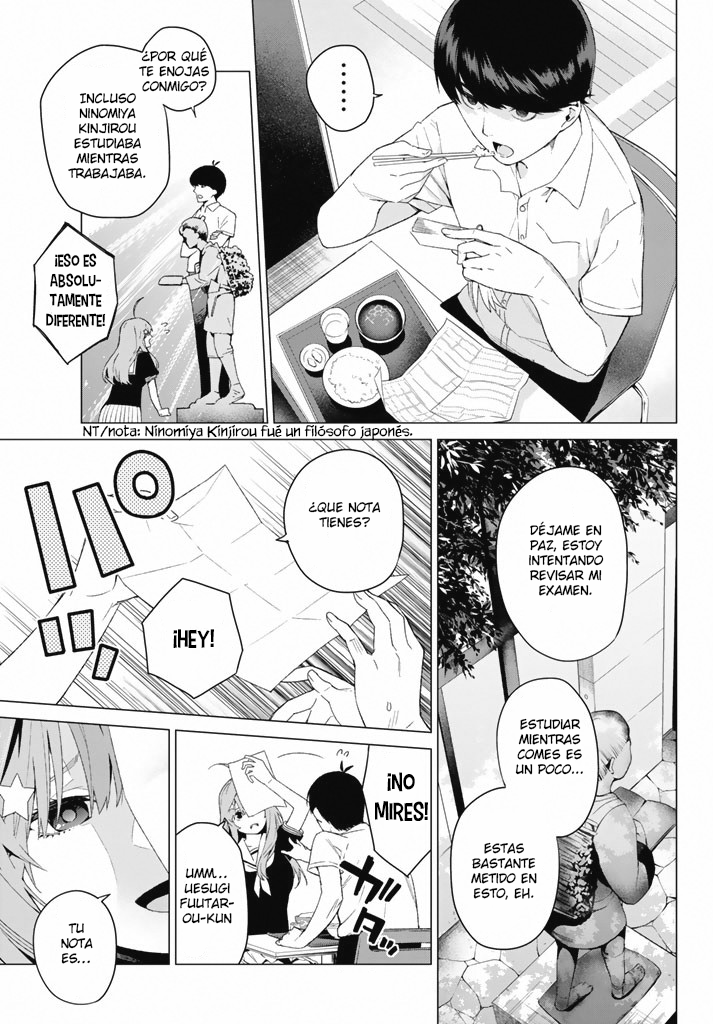 ....
¿POR QUÉ
TE ENOJAS
CONMIGO?
INCLUSO
NINOMIYA
KINJIROU
ESTUDIABA
MIENTRAS
TRABAJABA.
¡ESO ES
ABSOLU-
TAMENTE
DIFERENTE!
NT/nota: Ninomiya Kinjirou fué un filósofo japonés.
DÉJAME EN
PAZ, ESTOY
INTENTANDO
REVISAR MI
EXAMEN.
ESTUDIAR
MIENTRAS
COMES ES
UN POCO...
ESTAS
BASTANTE
METIDO EN
ESTO, EH.
¿QUE NOTA
TIENES?
¡HEY!
¡NO
MIRES!
ガタッ
UMM...
UESUGI
FUUTAR-
OU-KUN
TU
NOTA
ES...